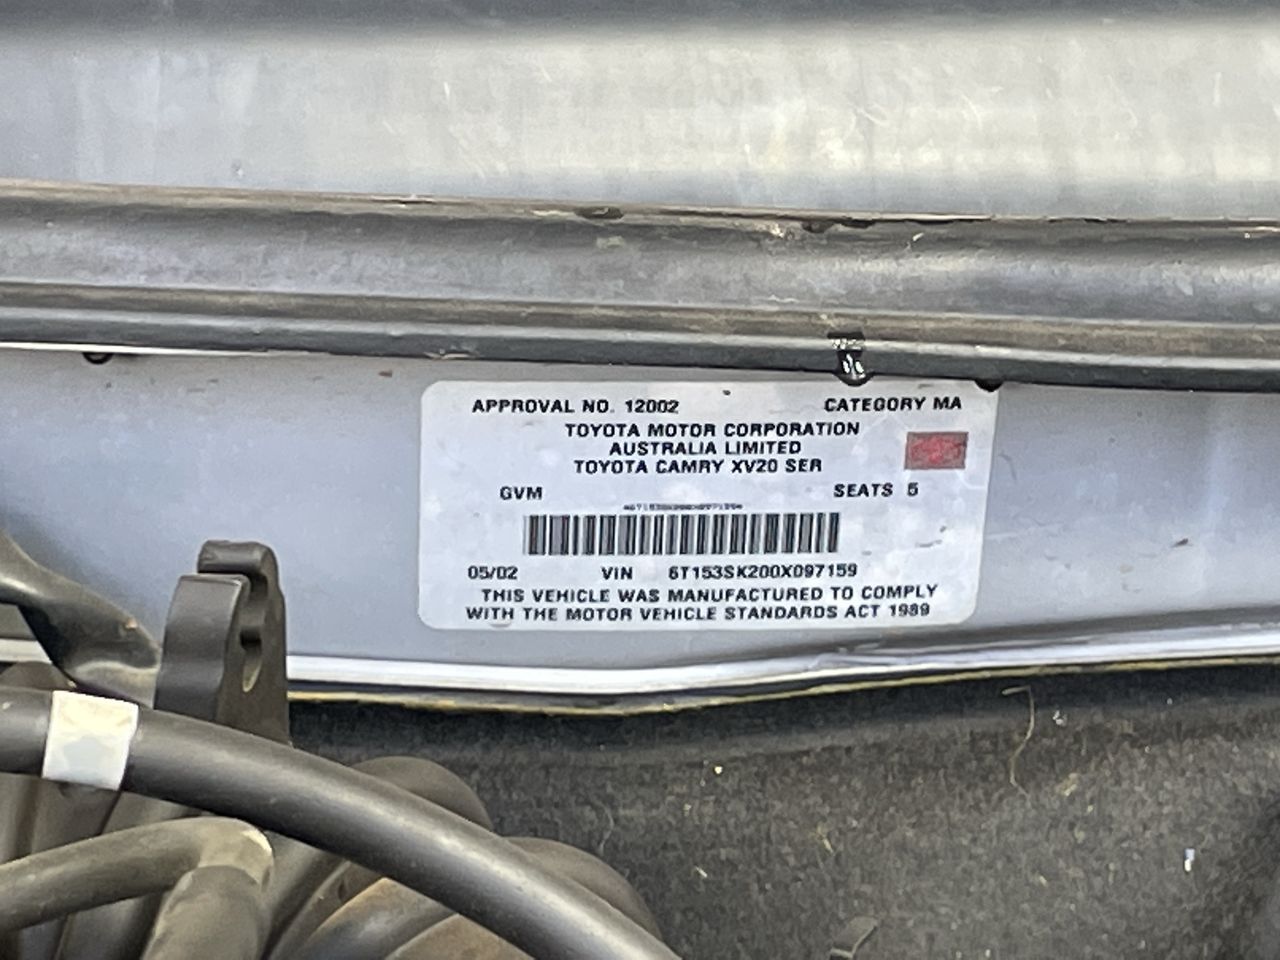 APPROVAL NO. 12002 CATEGORY MA
TOYOTA MOTOR CORPORATION
AUSTRALIA LIMITED
TOYOTA CAMRY XV20 SER
GVM SEATS 5
05/02 VIN 6T153SK200X097159
THIS VEHICLE WAS MANUFACTURED TO COMPLY
WITH THE MOTOR VEHICLE STANDARDS ACT 1989